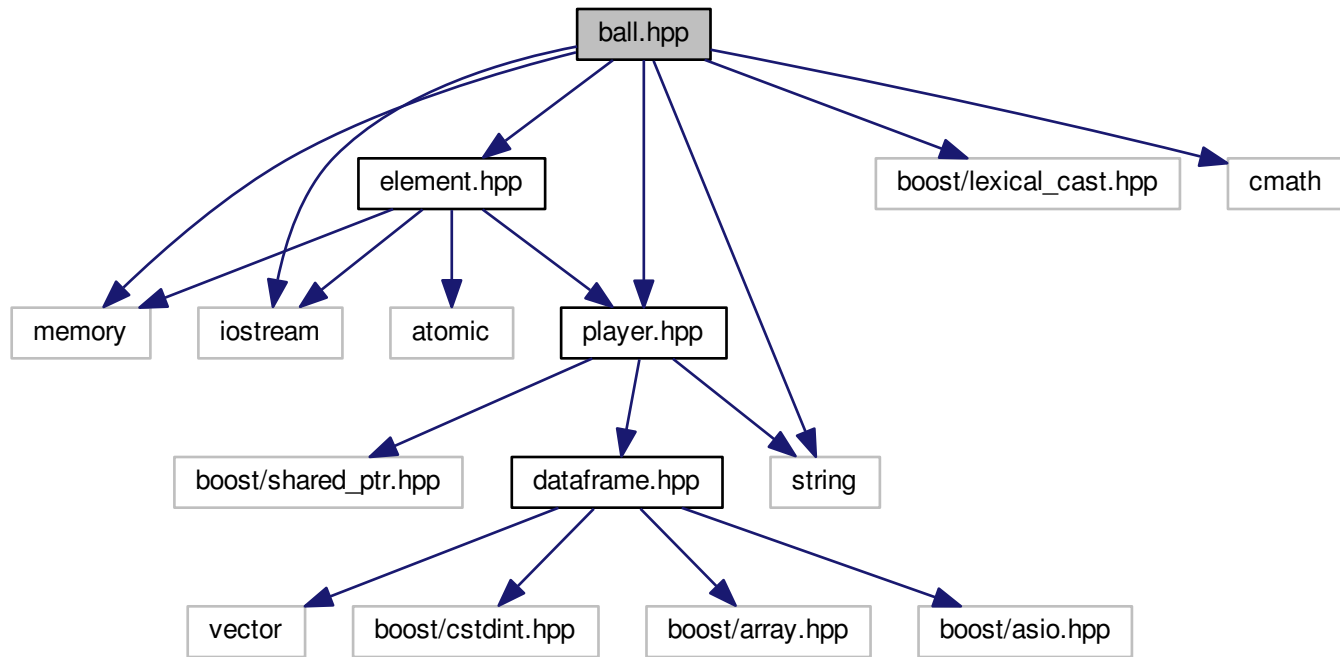 ball.hpp
element.hpp
boost/lexical_cast.hpp
cmath
memory
iostream
atomic
player.hpp
boost/shared_ptr.hpp
dataframe.hpp
string
vector
boost/cstdint.hpp
boost/array.hpp
boost/asio.hpp